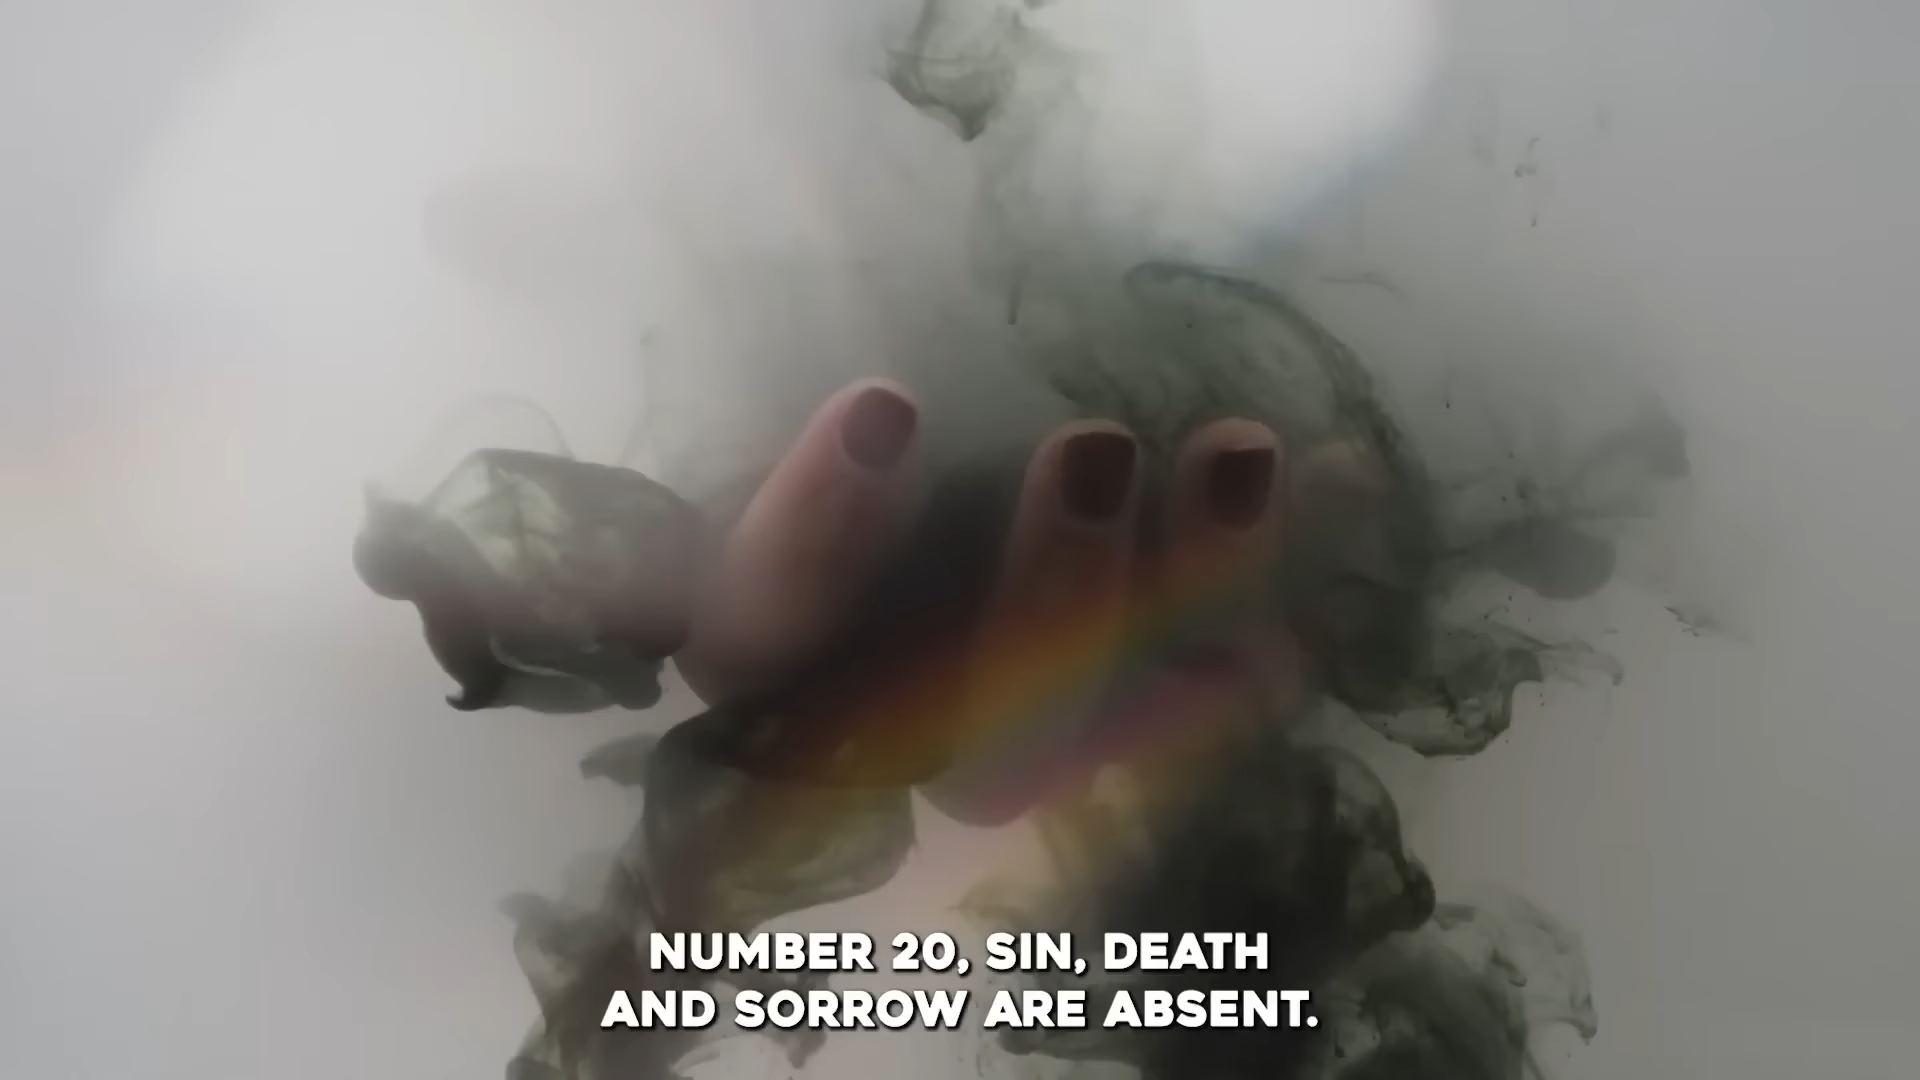 NUMBER 20, SIN, DEATH
AND SORROW ARE ABSENT.